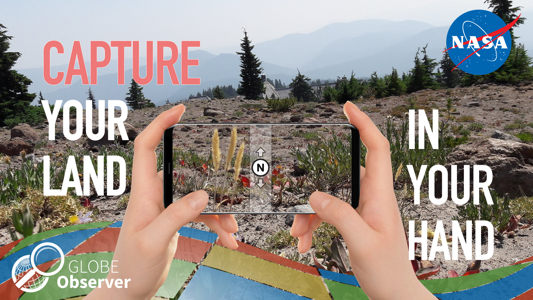 CAPTURE
YOUR
LAND
IN
YOUR
HAND
NASA
N
GLOBE
Observer